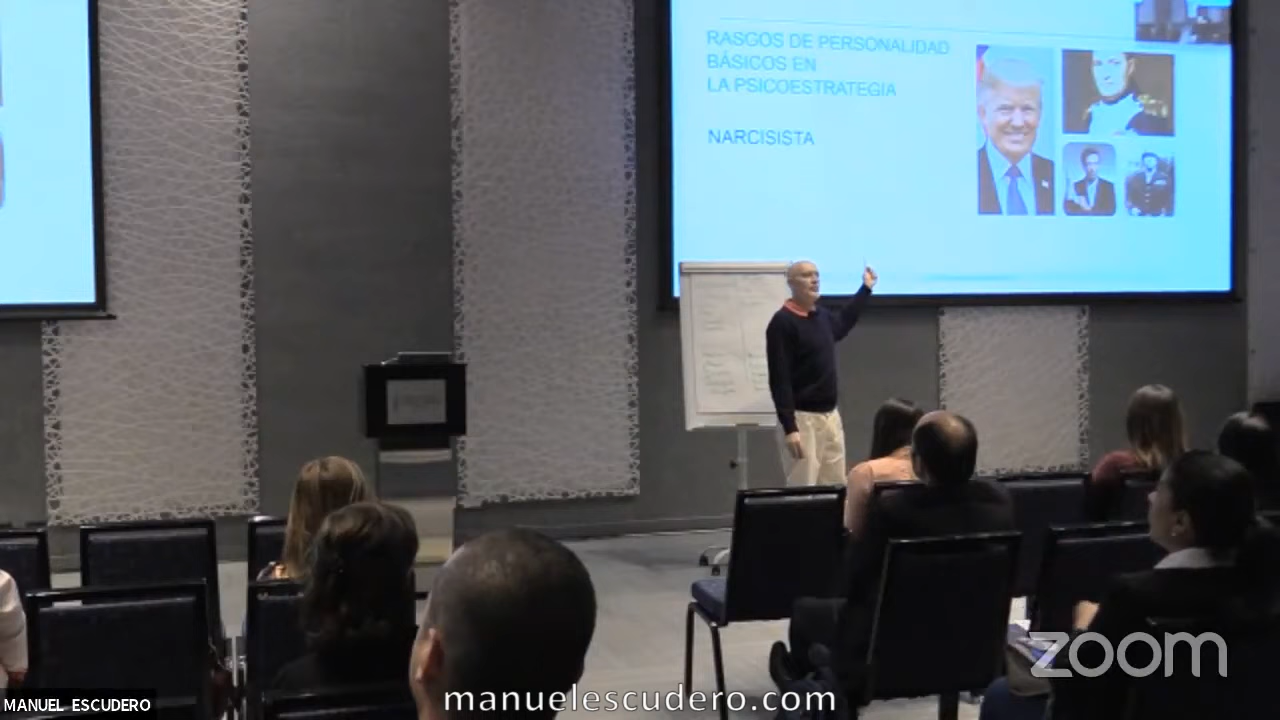 RASGOS DE PERSONALIDAD
BÁSICOS EN
LA PSICOESTRATEGIA
NARCISISTA
zoom
MANUEL ESCUDERO
manuelescudero.com